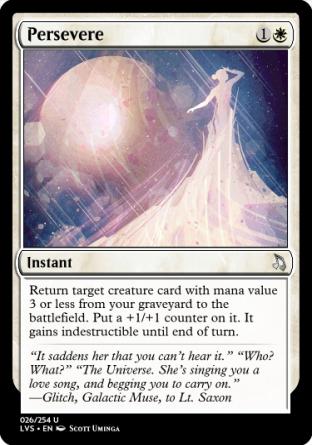 Persevere 1
Instant
Return target creature card with mana value
3 or less from your graveyard to the
battlefield. Put a +1/+1 counter on it. It
gains indestructible until end of turn.
“It saddens her that you can’t hear it.” “Who?
What?” “The Universe. She’s singing you a
love song, and begging you to carry on.”
—Glitch, Galactic Muse, to Lt. Saxon
026/254 U
LVS • EN Scott Uminga